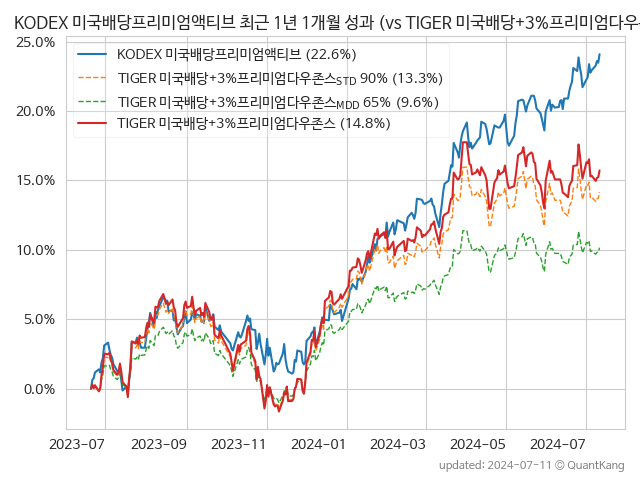 KODEX 미국배당프리미엄액티브 최근 1년 1개월 성과 (vs TIGER 미국배당+3%프리미엄다우
25.0%
20.0%
15.0%
10.0%
5.0%
0.0%
KODEX 미국배당프리미엄액티브 (22.6%)
TIGER 미국배당+3%프리미엄다우존스STD 90% (13.3%)
TIGER 미국배당+3%프리미엄다우존스MDD 65% (9.6%)
TIGER 미국배당+3%프리미엄다우존스 (14.8%)
2023-07 2023-09 2023-11 2024-01 2024-03 2024-05 2024-07
updated: 2024-07-11 © QuantKang